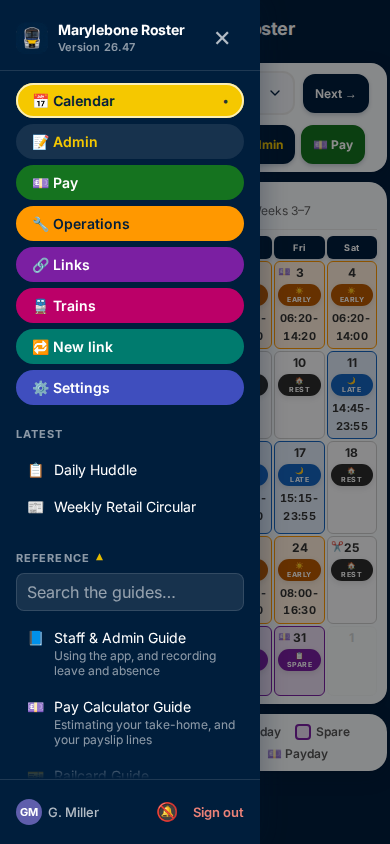 Marylebone Roster
Version 26.47
oster
📅 Calendar
Next →
📝 Admin
dmin
💷 Pay
💷 Pay
🔧 Operations
eeks 3–7
🔗 Links
Fri Sat
🚆 Trains
3 4
EARLY EARLY
06:20-14:20 06:20-14:00
🔁 New link
10 11
REST LATE
14:45-23:55
⚙️ Settings
LATEST
📋 Daily Huddle
📰 Weekly Retail Circular
17 18
LATE REST
15:15-23:55
REFERENCE ▲
24 25
EARLY REST
08:00-16:30
Search the guides...
📘 Staff & Admin Guide
Using the app, and recording
leave and absence
31 1
SPARE
💷 Pay Calculator Guide
Estimating your take-home, and
your payslip lines
day Spare
💷 Payday
Railcard Guide
GM G. Miller
Sign out